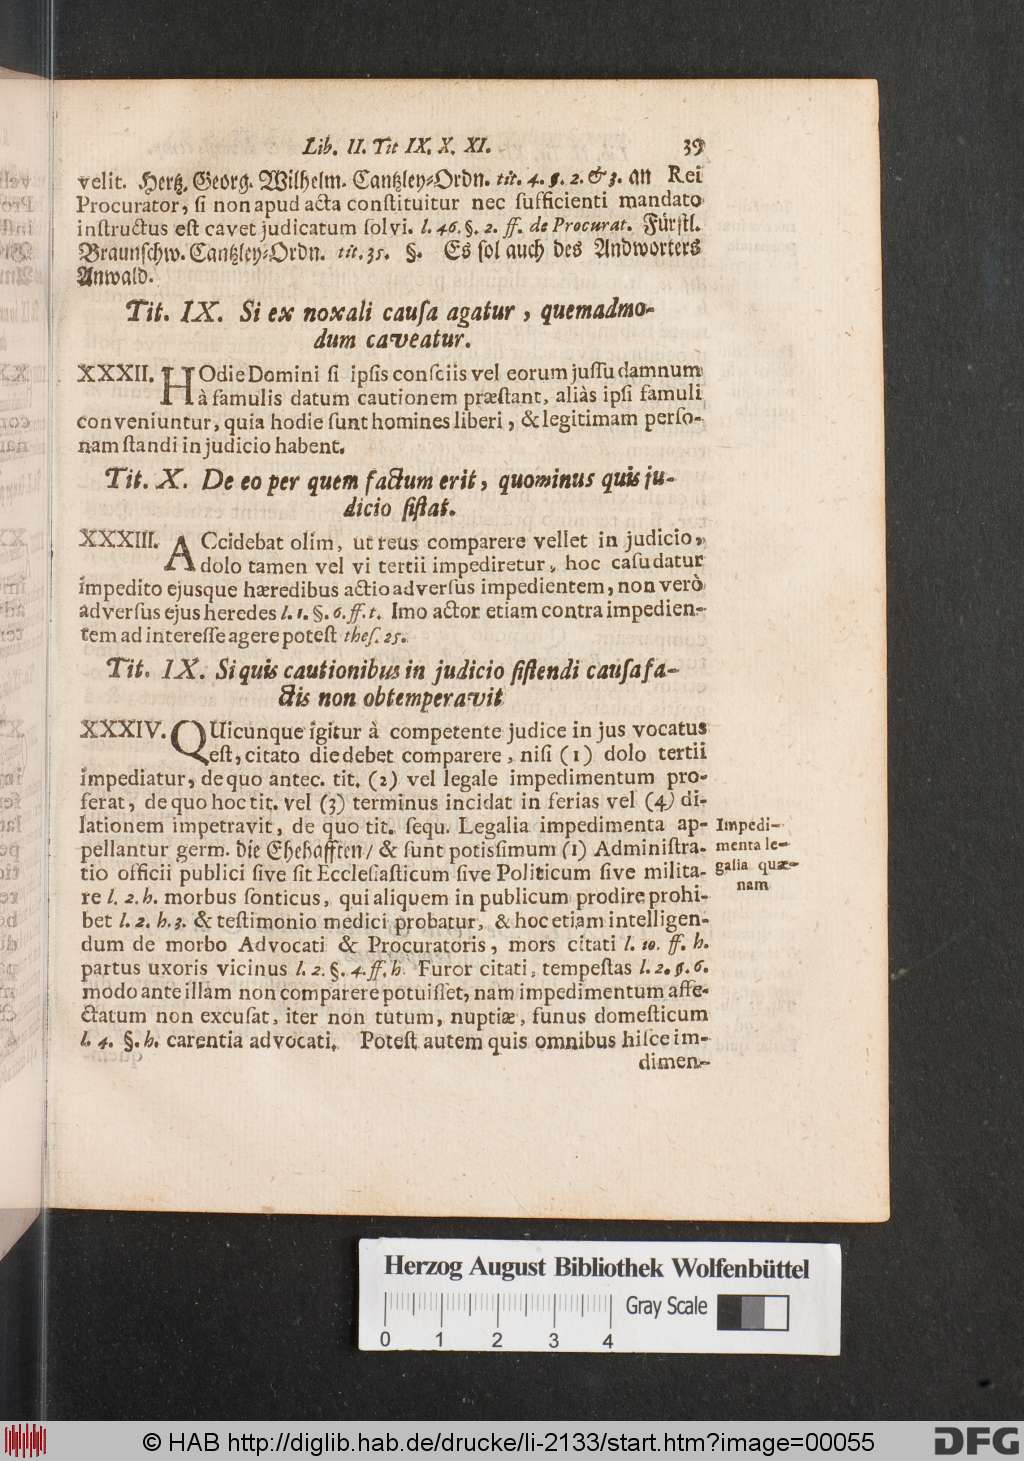 Lib. II. Tit IX. X. XI. 39
velit. Hertz. Georg. Wilhelm. Cantzley-Ordn. tit. 4. §. 2. & 3. an Rei
Procurator, si non apud acta constituitur nec sufficienti mandato
instructus est cavet judicatum solvi. l. 46. §. 2. ff. de Procurat. Fürstl.
Braunschw. Cantzley-Ordn. tit. 35. §. Es sol auch des Andworters
Anwald.
Tit. IX. Si ex noxali causa agatur, quemadmo-
dum caveatur.
XXXII. HOdie Domini si ipsis consciis vel eorum jussu damnum
à famulis datum cautionem præstant, aliàs ipsi famuli
conveniuntur, quia hodie sunt homines liberi, & legitimam perso-
nam standi in judicio habent.
Tit. X. De eo per quem factum erit, quominus quis ju-
dicio sistat.
XXXIII. ACcidebat olim, ut reus comparere vellet in judicio,
dolo tamen vel vi tertii impediretur, hoc casu datur
impedito ejusque hæredibus actio adversus impedientem, non verò
adversus ejus heredes l. 1. §. 6. ff. t. Imo actor etiam contra impedien-
tem ad interesse agere potest thes. 25.
Tit. IX. Si quis cautionibus in judicio sistendi causa fa-
ctis non obtemperavit
XXXIV. QUicunque igitur à competente judice in jus vocatus
est, citato die debet comparere, nisi (1) dolo tertii
impediatur, de quo antec. tit. (2) vel legale impedimentum pro-
ferat, de quo hoc tit. vel (3) terminus incidat in ferias vel (4) di-
lationem impetravit, de quo tit. sequ. Legalia impedimenta ap-
pellantur germ. die Ehehafften/ & sunt potissimum (1) Administra-
tio officii publici sive sit Ecclesiasticum sive Politicum sive milita-
re l. 2. h. morbus sonticus, qui aliquem in publicum prodire prohi-
bet l. 2. h. 3. & testimonio medici probatur, & hoc etiam intelligen-
dum de morbo Advocati & Procuratoris, mors citati l. 10. ff. h.
partus uxoris vicinus l. 2. §. 4. ff. h. Furor citati, tempestas l. 2. §. 6.
modo ante illam non comparere potuisset, nam impedimentum affe-
ctatum non excusat, iter non tutum, nuptiæ, funus domesticum
l. 4. §. h. carentia advocati. Potest autem quis omnibus hisce im-
dimen-
Impedi-
menta le-
galia quæ-
nam
Herzog August Bibliothek Wolfenbüttel
Gray Scale
0 1 2 3 4
© HAB http://diglib.hab.de/drucke/li-2133/start.htm?image=00055
DFG